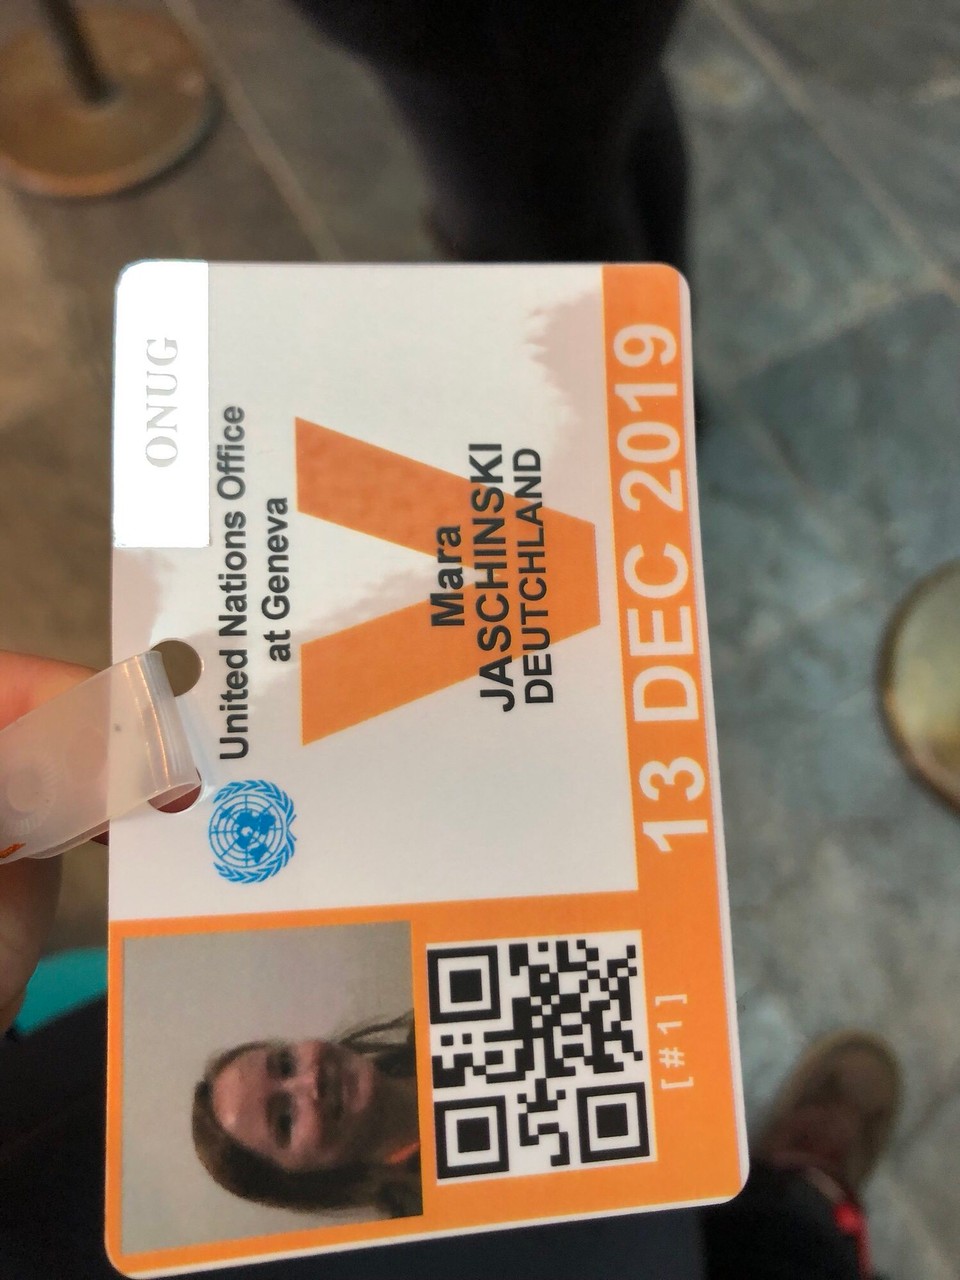 ONUG
United Nations Office
at Geneva
V
Mara
JASCHINSKI
DEUTCHLAND
13 DEC 2019
[#1]